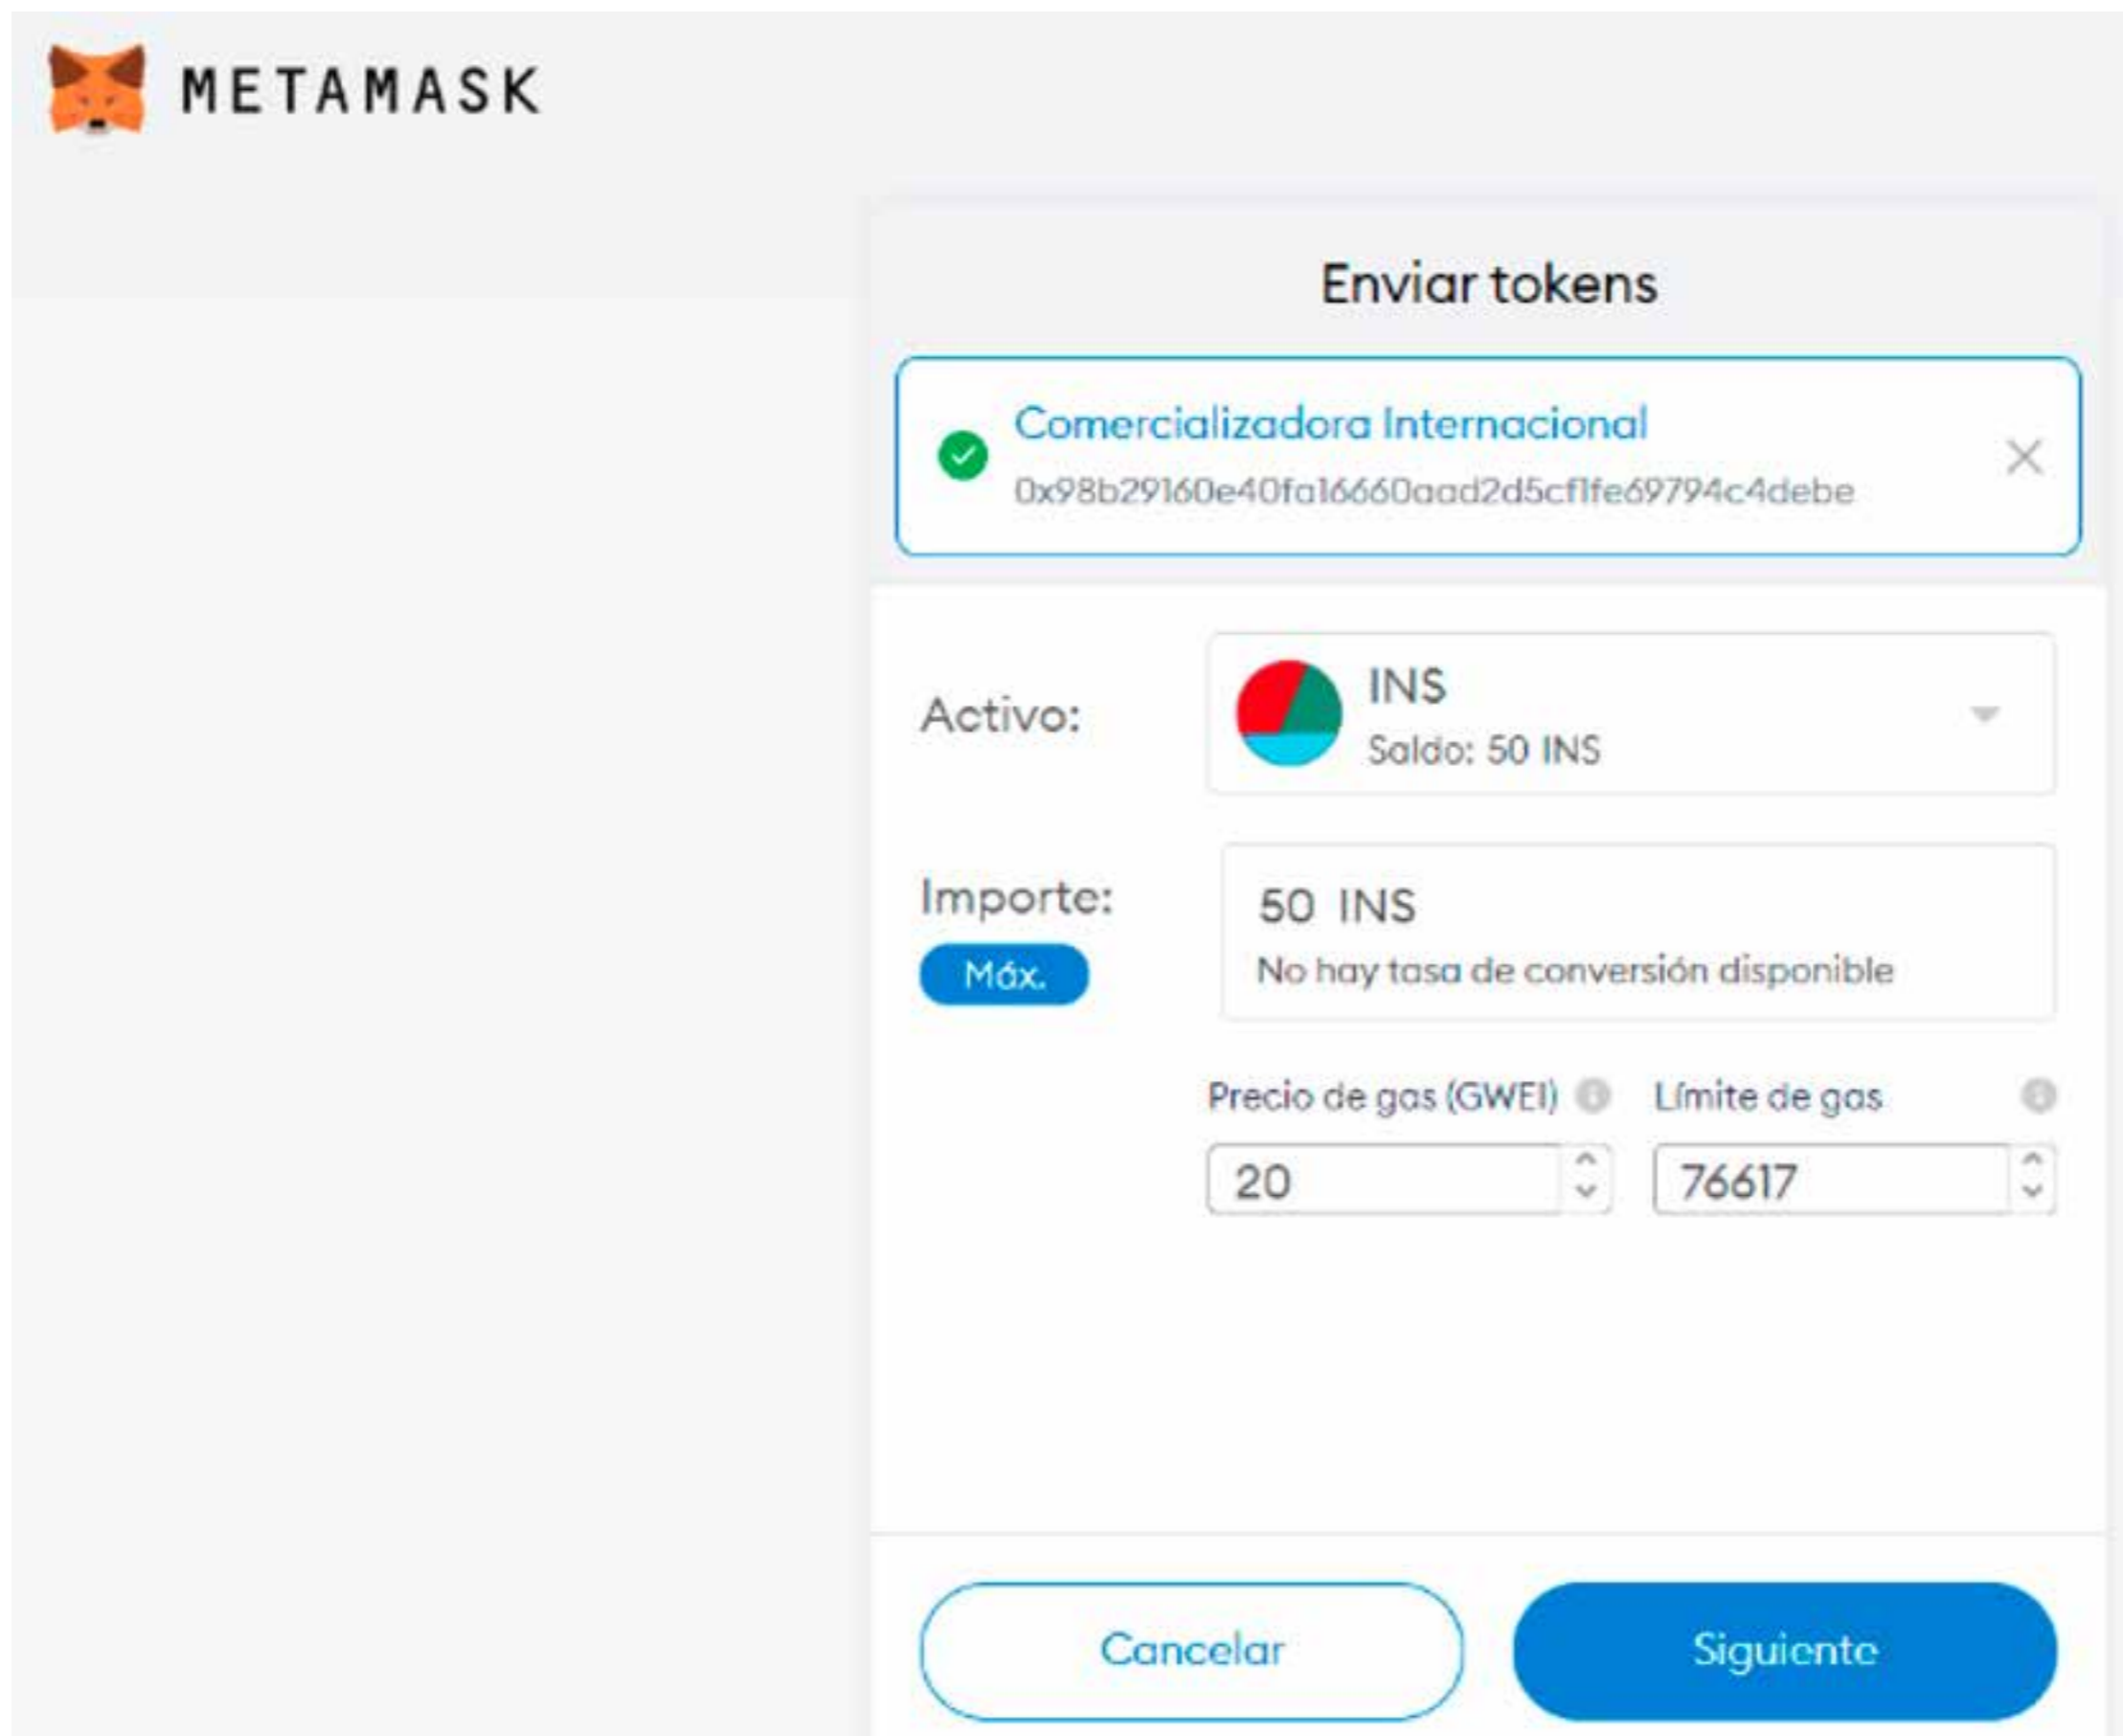 METAMASK
Enviar tokens
Comercializadora Internacional
0x98b29160e40fa16660aad2d5cf1fe69794c4debe
Activo:
INS
Saldo: 50 INS
Importe:
Máx.
50 INS
No hay tasa de conversión disponible
Precio de gas (GWEI)
Límite de gas
20
76617
Cancelar
Siguiente